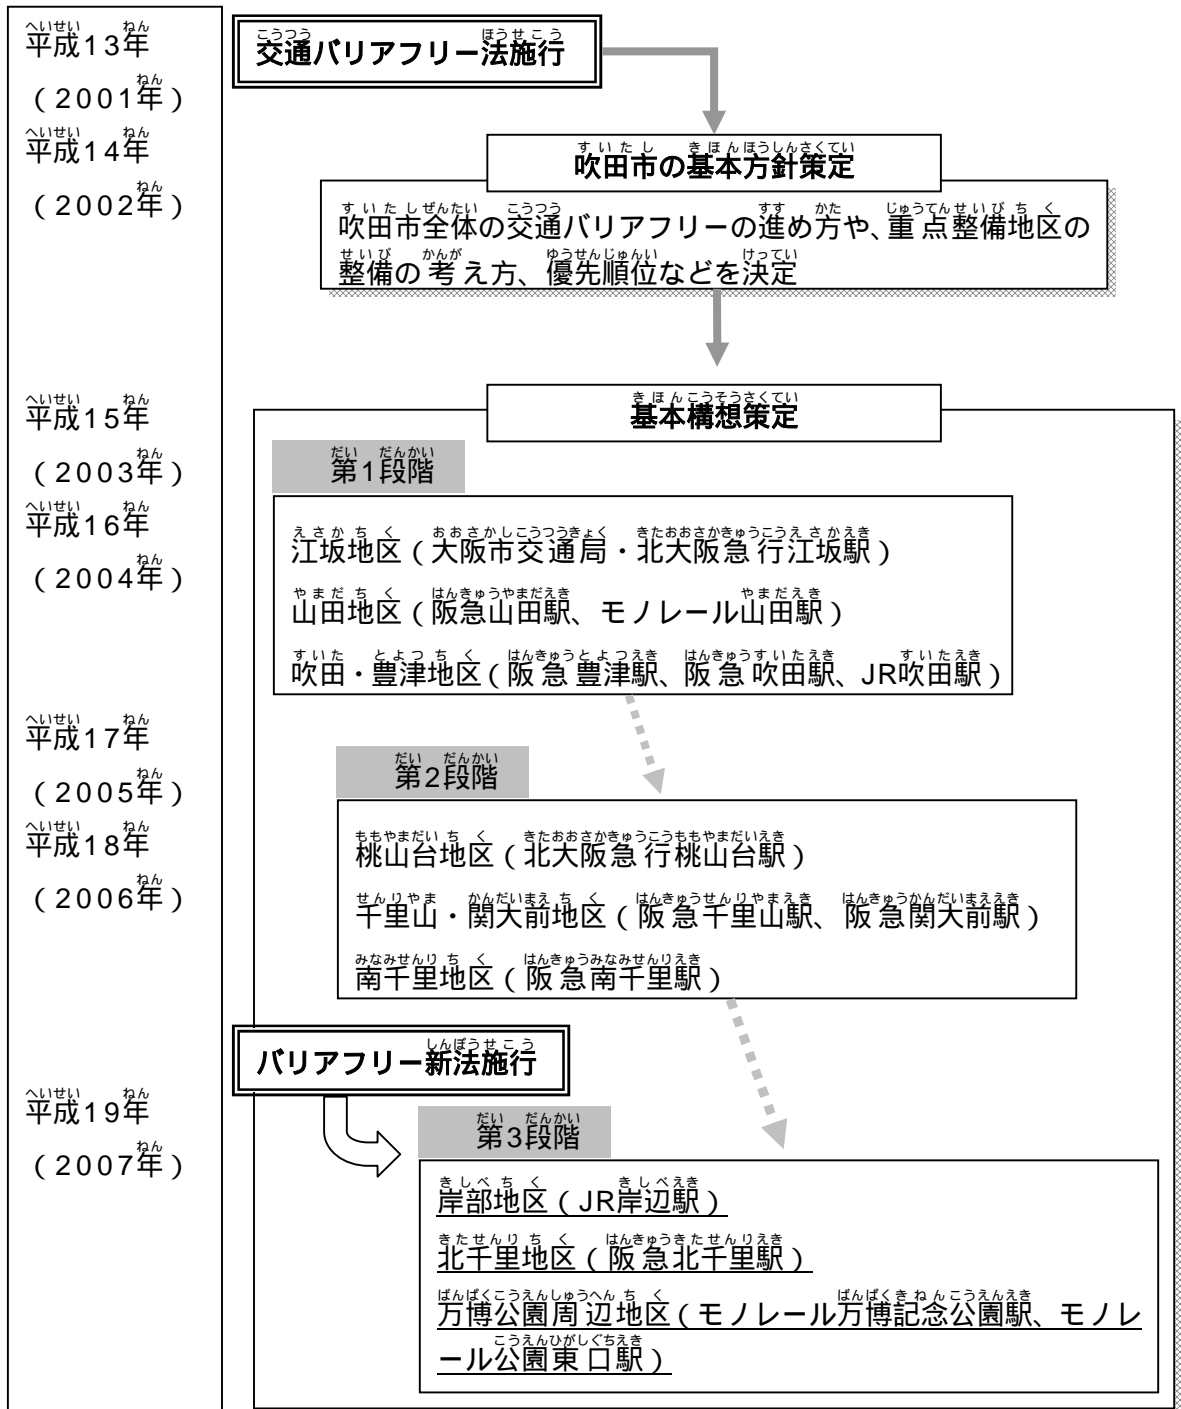 平成13年
(2001年)
平成14年
(2002年)
平成15年
(2003年)
平成16年
(2004年)
平成17年
(2005年)
平成18年
(2006年)
平成19年
(2007年)
交通バリアフリー法施行
吹田市の基本方針策定
吹田市全体の交通バリアフリーの進め方や、重点整備地区の
整備の考え方、優先順位などを決定
基本構想策定
第1段階
江坂地区(大阪市交通局・北大阪急行江坂駅)
山田地区(阪急山田駅、モノレール山田駅)
吹田・豊津地区(阪急豊津駅、阪急吹田駅、JR吹田駅)
第2段階
桃山台地区(北大阪急行桃山台駅)
千里山・関大前地区(阪急千里山駅、阪急関大前駅)
南千里地区(阪急南千里駅)
バリアフリー新法施行
第3段階
岸部地区(JR岸辺駅)
北千里地区(阪急北千里駅)
万博公園周辺地区(モノレール万博記念公園駅、モノレ
ール公園東口駅)